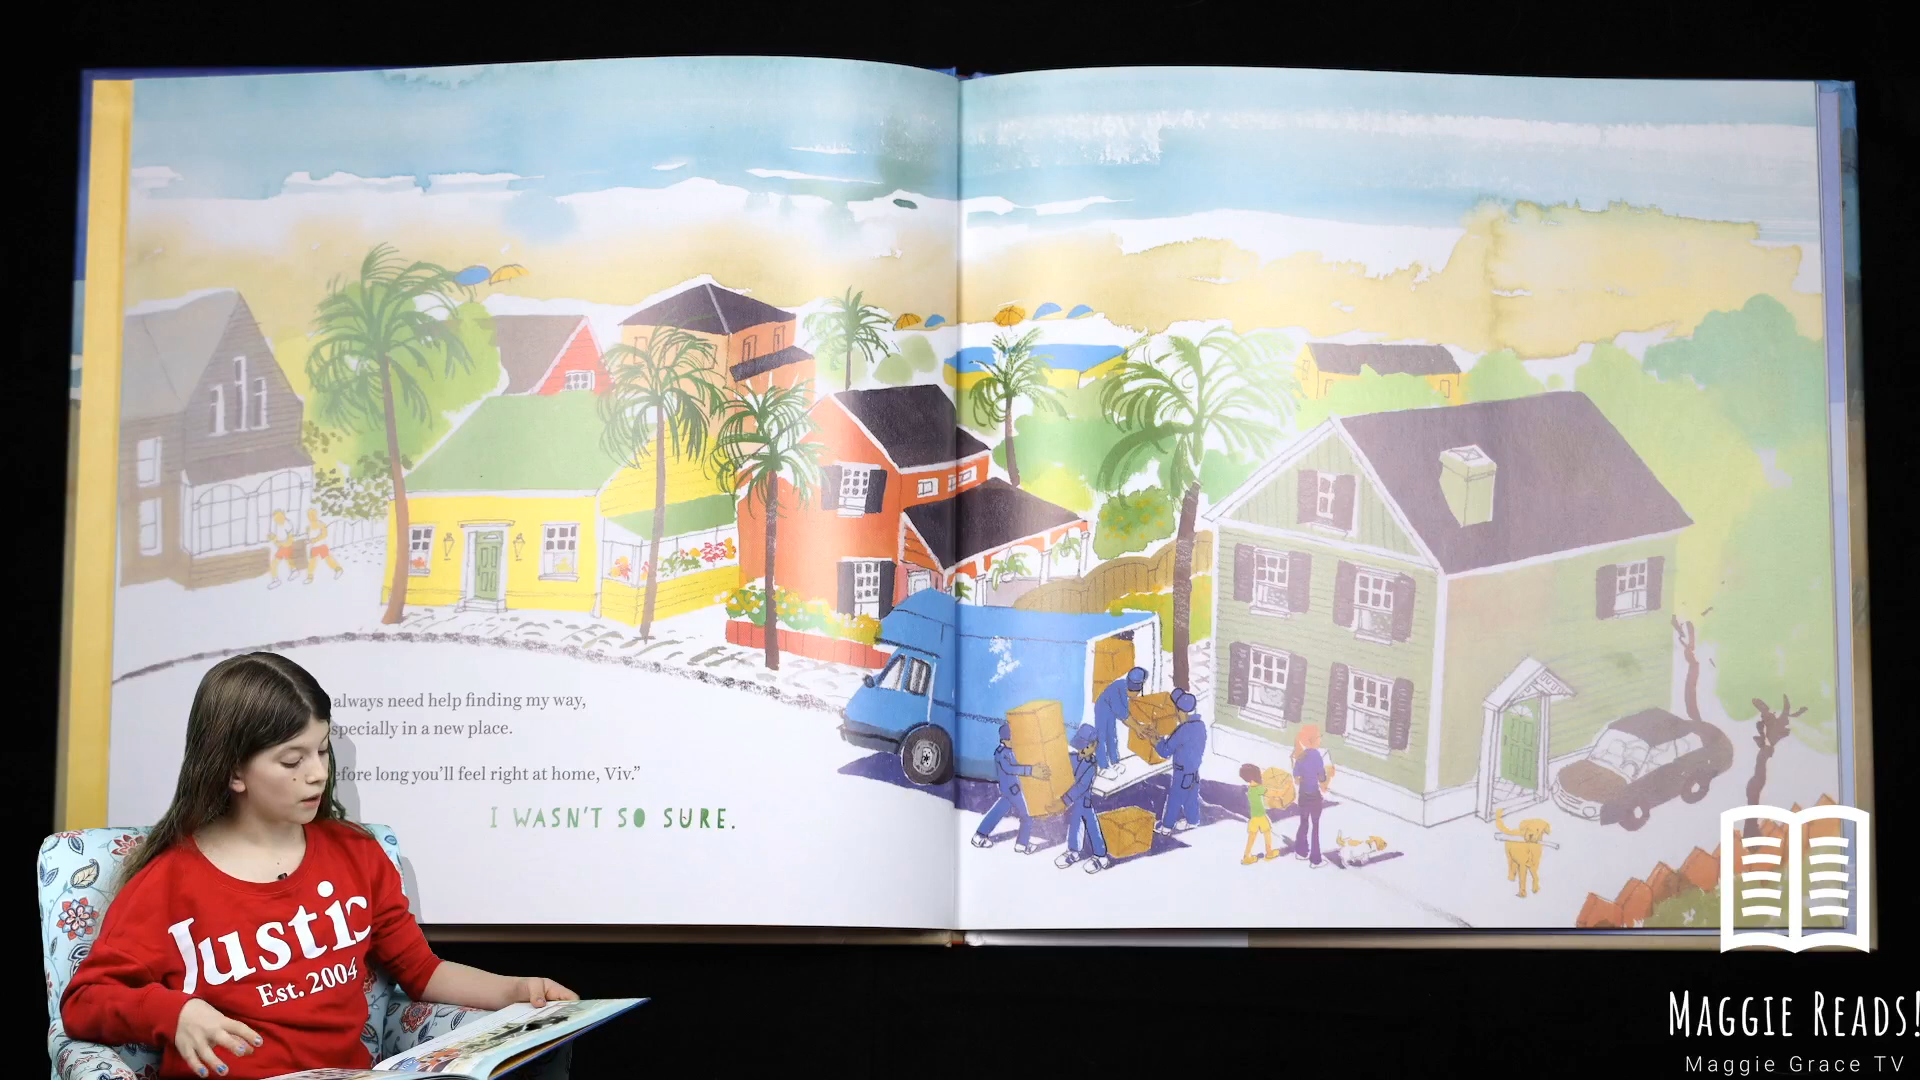 always need help finding my way,
specially in a new place.
efore long you'll feel right at home, Viv."
I WASN'T SO SURE.
Justic
Est. 2004
MAGGIE READS!
Maggie Grace TV